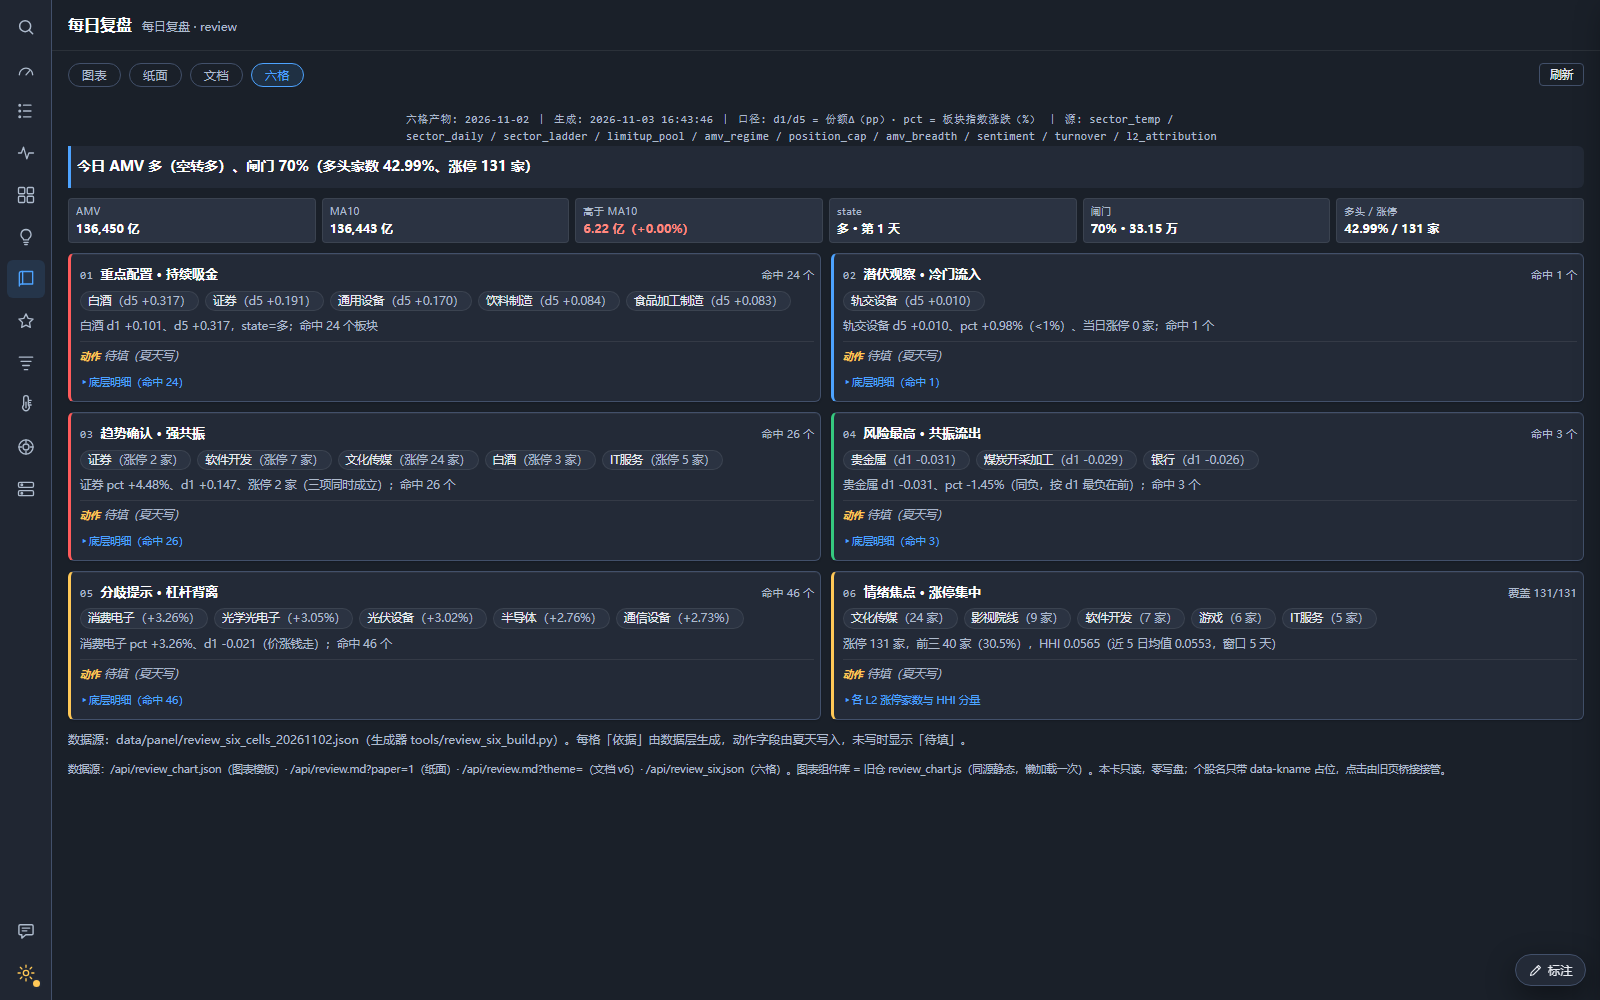 每日复盘 每日复盘 · review
图表 纸面 文档 六格 刷新
六格产物: 2026-11-02 | 生成: 2026-11-03 16:43:46 | 口径: d1/d5 = 份额Δ (pp) · pct = 板块指数涨跌 (%) | 源: sector_temp /
sector_daily / sector_ladder / limitup_pool / amv_regime / position_cap / amv_breadth / sentiment / turnover / l2_attribution
今日 AMV 多（空转多）、闸门 70%（多头家数 42.99%、涨停 131 家）
AMV
136,450 亿
MA10
136,443 亿
高于 MA10
6.22 亿（+0.00%）
state
多 • 第 1 天
闸门
70% • 33.15 万
多头 / 涨停
42.99% / 131 家
01 重点配置 • 持续吸金 命中 24 个
白酒（d5 +0.317） 证券（d5 +0.191） 通用设备（d5 +0.170） 饮料制造（d5 +0.084） 食品加工制造（d5 +0.083）
白酒 d1 +0.101、d5 +0.317，state=多；命中 24 个板块
动作 待填（夏天写）
▸底层明细（命中 24）
02 潜伏观察 • 冷门流入 命中 1 个
轨交设备（d5 +0.010）
轨交设备 d5 +0.010、pct +0.98%（<1%）、当日涨停 0 家；命中 1 个
动作 待填（夏天写）
▸底层明细（命中 1）
03 趋势确认 • 强共振 命中 26 个
证券（涨停 2 家） 软件开发（涨停 7 家） 文化传媒（涨停 24 家） 白酒（涨停 3 家） IT服务（涨停 5 家）
证券 pct +4.48%、d1 +0.147、涨停 2 家（三项同时成立）；命中 26 个
动作 待填（夏天写）
▸底层明细（命中 26）
04 风险最高 • 共振流出 命中 3 个
贵金属（d1 -0.031） 煤炭开采加工（d1 -0.029） 银行（d1 -0.026）
贵金属 d1 -0.031、pct -1.45%（同负，按 d1 最负在前）；命中 3 个
动作 待填（夏天写）
▸底层明细（命中 3）
05 分歧提示 • 杠杆背离 命中 46 个
消费电子（+3.26%） 光学光电子（+3.05%） 光伏设备（+3.02%） 半导体（+2.76%） 通信设备（+2.73%）
消费电子 pct +3.26%、d1 -0.021（价涨钱走）；命中 46 个
动作 待填（夏天写）
▸底层明细（命中 46）
06 情绪焦点 • 涨停集中 覆盖 131/131
文化传媒（24 家） 影视院线（9 家） 软件开发（7 家） 游戏（6 家） IT服务（5 家）
涨停 131 家，前三 40 家（30.5%），HHI 0.0565（近 5 日均值 0.0553，窗口 5 天）
动作 待填（夏天写）
▸各 L2 涨停家数与 HHI 分量
数据源：data/panel/review_six_cells_20261102.json（生成器 tools/review_six_build.py）。每格「依据」由数据层生成，动作字段由夏天写入，未写时显示「待填」。
数据源：/api/review_chart.json（图表模板）· /api/review.md?paper=1（纸面）· /api/review.md?theme=（文档 v6）· /api/review_six.json（六格）。图表组件库 = 旧仓 review_chart.js（同源静态，懒加载一次）。本卡只读，零写盘；个股名只带 data-kname 占位，点击由旧页桥接接管。
标注